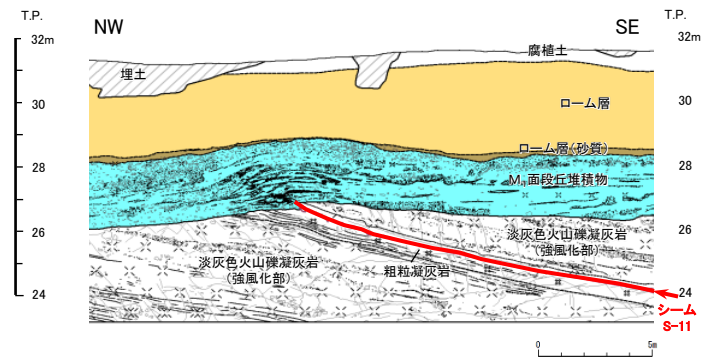 T.P.
T.P.
NW
SE
32m
32m
腐植土
埋土
30
30
ローム層
ローム層(砂質)
28
28
M₁面段丘堆積物
26
26
淡灰色火山礫凝灰岩
(強風化部)
淡灰色火山礫凝灰岩
(強風化部)
粗粒凝灰岩
24
24
シーム
S-11
0
5m